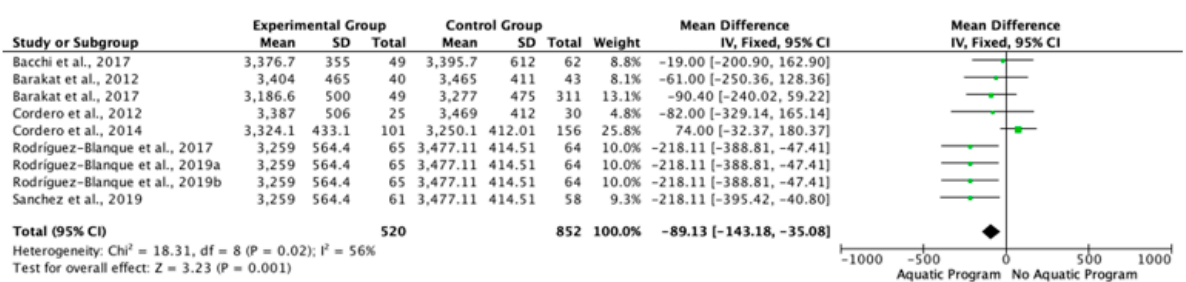 Experimental Group Control Group Mean Difference Mean Difference
Study or Subgroup Mean SD Total Mean SD Total Weight IV, Fixed, 95% CI IV, Fixed, 95% CI
Bacchi et al., 2017 3,376.7 355 49 3,395.7 612 62 8.8% -19.00 [-200.90, 162.90]
Barakat et al., 2012 3,404 465 40 3,465 411 43 8.1% -61.00 [-250.36, 128.36]
Barakat et al., 2017 3,186.6 500 49 3,277 475 311 13.1% -90.40 [-240.02, 59.22]
Cordero et al., 2012 3,387 506 25 3,469 412 30 4.8% -82.00 [-329.14, 165.14]
Cordero et al., 2014 3,324.1 433.1 101 3,250.1 412.01 156 25.8% 74.00 [-32.37, 180.37]
Rodríguez-Blanque et al., 2017 3,259 564.4 65 3,477.11 414.51 64 10.0% -218.11 [-388.81, -47.41]
Rodríguez-Blanque et al., 2019a 3,259 564.4 65 3,477.11 414.51 64 10.0% -218.11 [-388.81, -47.41]
Rodríguez-Blanque et al., 2019b 3,259 564.4 65 3,477.11 414.51 64 10.0% -218.11 [-388.81, -47.41]
Sanchez et al., 2019 3,259 564.4 61 3,477.11 414.51 58 9.3% -218.11 [-395.42, -40.80]
Total (95% CI) 520 852 100.0% -89.13 [-143.18, -35.08]
Heterogeneity: Chi² = 18.31, df = 8 (P = 0.02); I² = 56%
Test for overall effect: Z = 3.23 (P = 0.001)
-1000 -500 0 500 1000
Aquatic Program No Aquatic Program